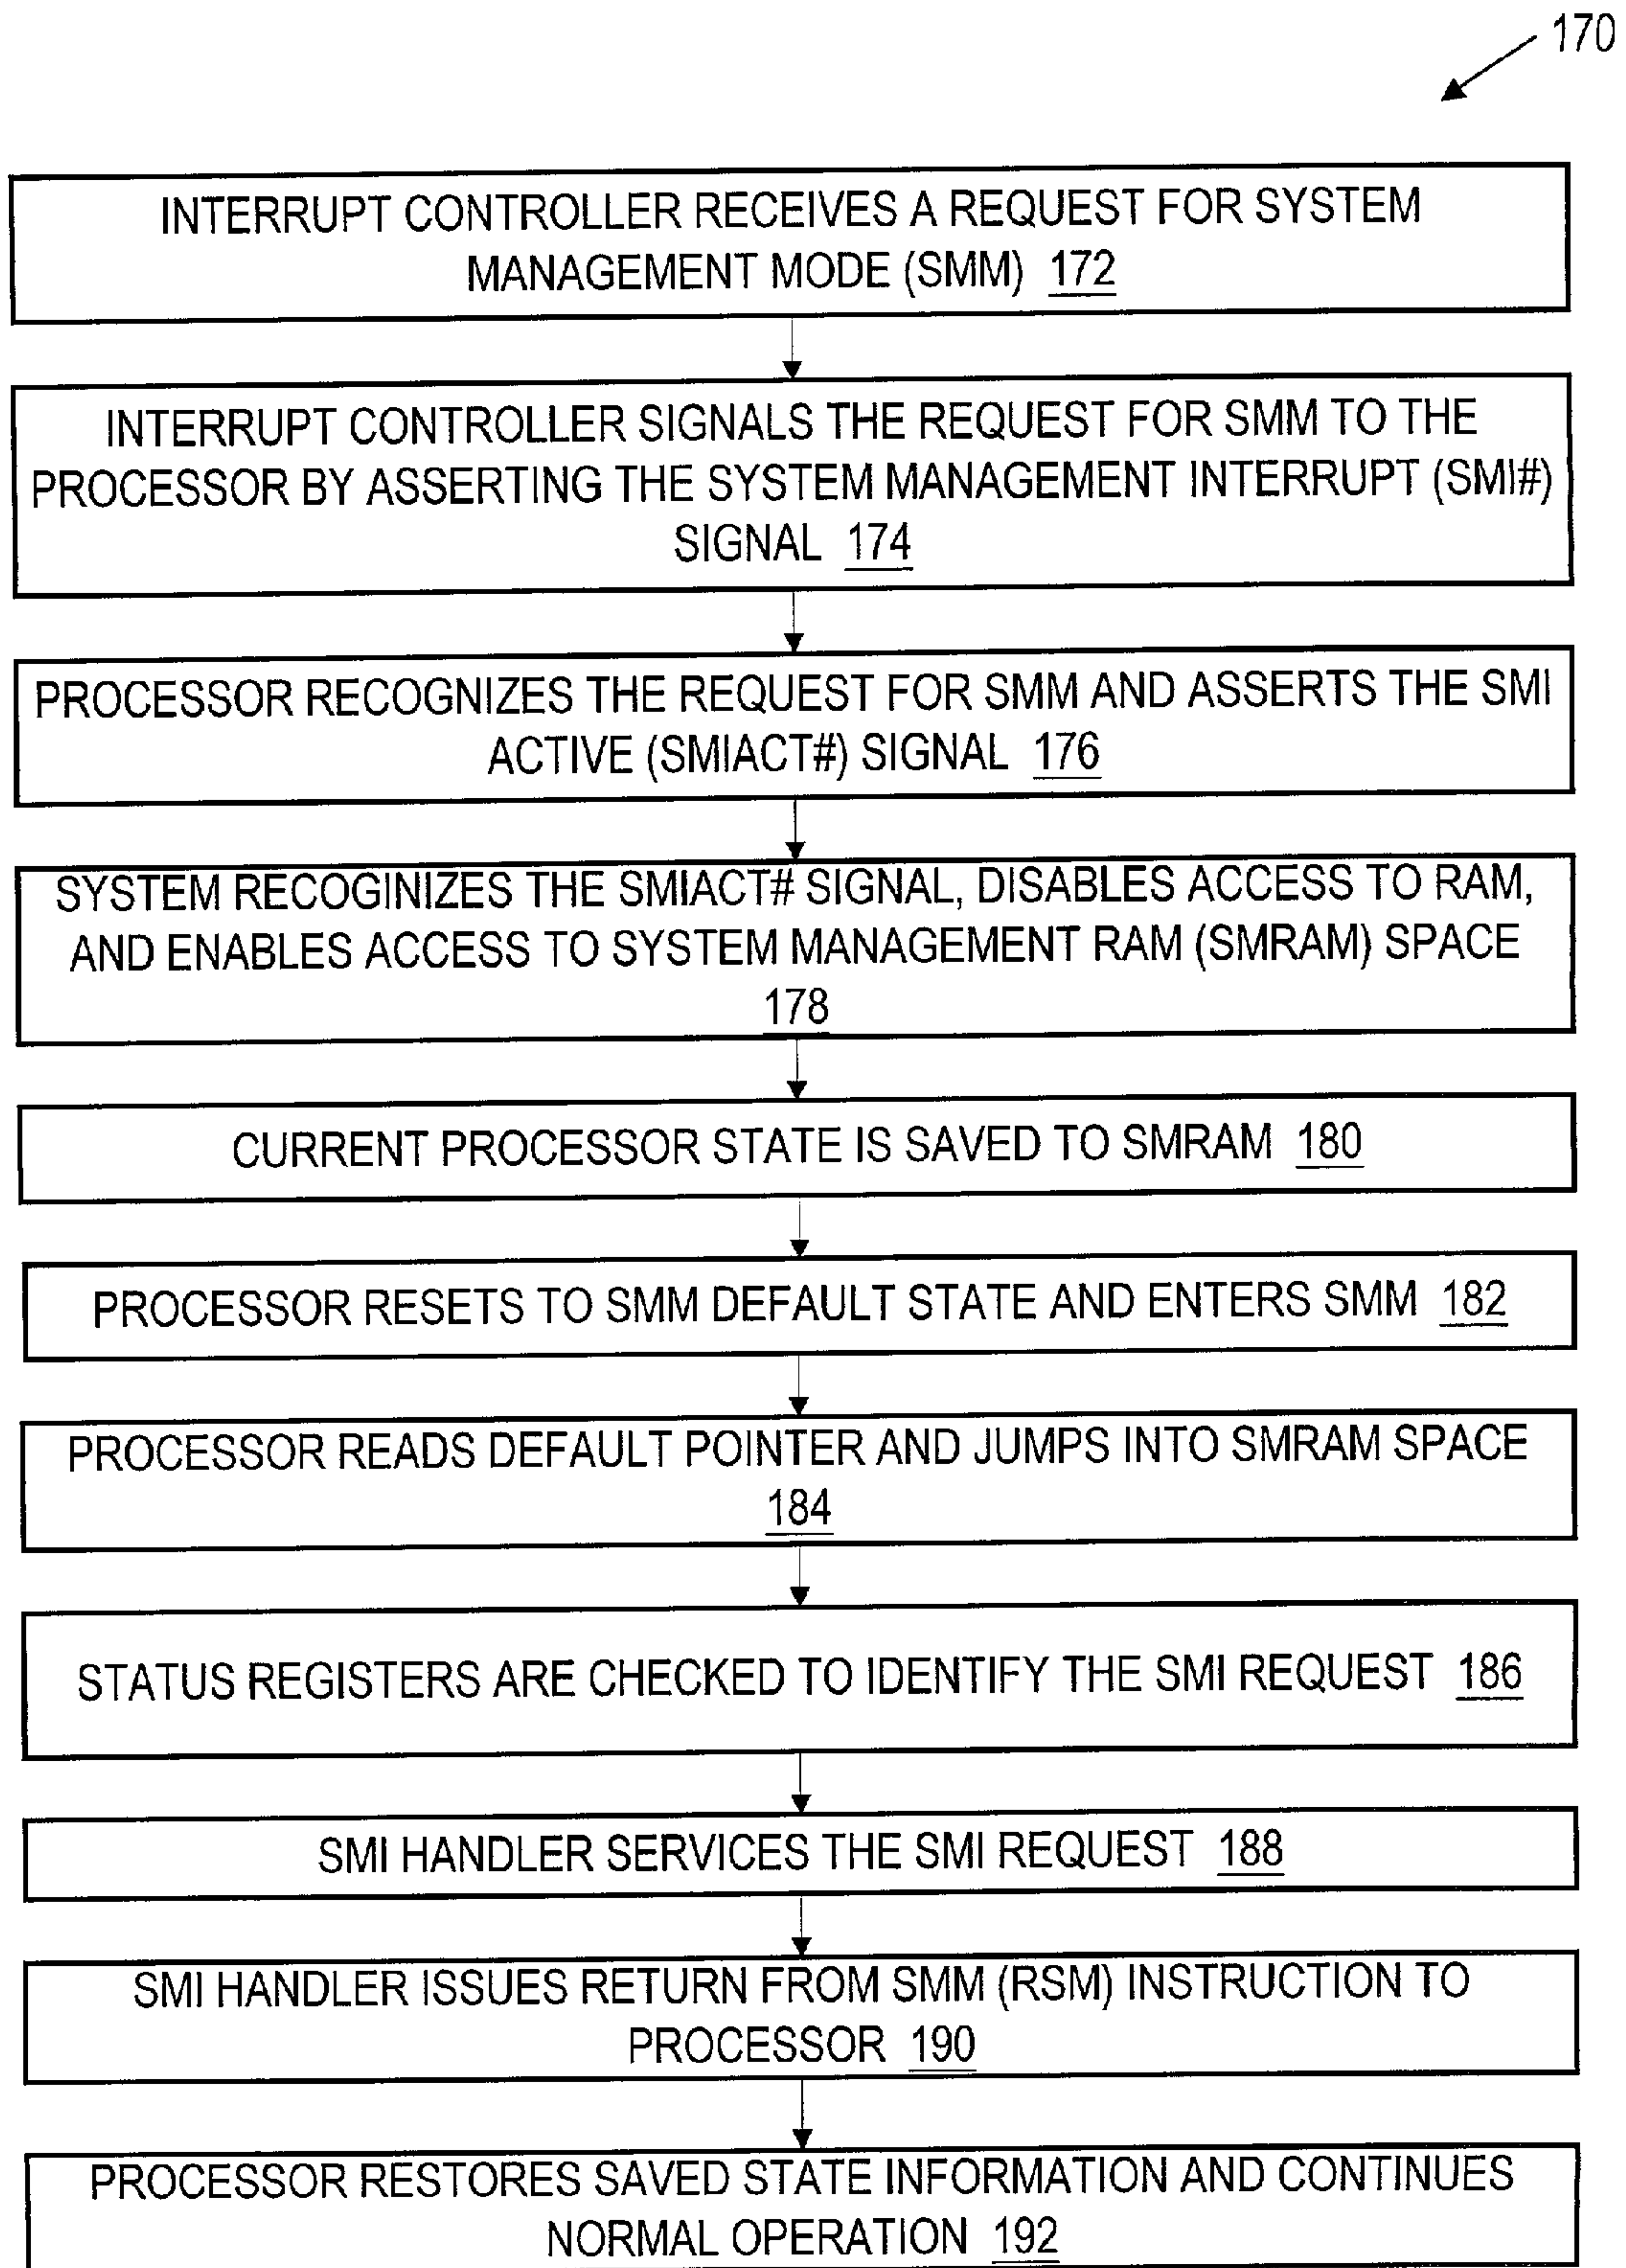 170
INTERRUPT CONTROLLER RECEIVES A REQUEST FOR SYSTEM
MANAGEMENT MODE (SMM) 172
INTERRUPT CONTROLLER SIGNALS THE REQUEST FOR SMM TO THE
PROCESSOR BY ASSERTING THE SYSTEM MANAGEMENT INTERRUPT (SMI#)
SIGNAL 174
PROCESSOR RECOGNIZES THE REQUEST FOR SMM AND ASSERTS THE SMI
ACTIVE (SMIACT#) SIGNAL 176
SYSTEM RECOGINIZES THE SMIACT# SIGNAL, DISABLES ACCESS TO RAM,
AND ENABLES ACCESS TO SYSTEM MANAGEMENT RAM (SMRAM) SPACE
178
CURRENT PROCESSOR STATE IS SAVED TO SMRAM 180
PROCESSOR RESETS TO SMM DEFAULT STATE AND ENTERS SMM 182
PROCESSOR READS DEFAULT POINTER AND JUMPS INTO SMRAM SPACE
184
STATUS REGISTERS ARE CHECKED TO IDENTIFY THE SMI REQUEST 186
SMI HANDLER SERVICES THE SMI REQUEST 188
SMI HANDLER ISSUES RETURN FROM SMM (RSM) INSTRUCTION TO
PROCESSOR 190
PROCESSOR RESTORES SAVED STATE INFORMATION AND CONTINUES
NORMAL OPERATION 192